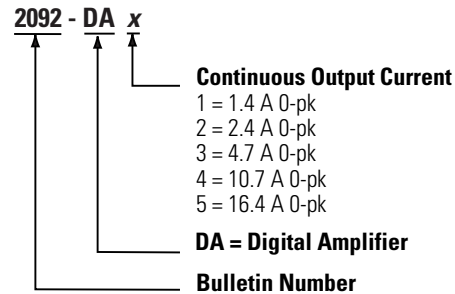 2092 - DA x
Continuous Output Current
1 = 1.4 A 0-pk
2 = 2.4 A 0-pk
3 = 4.7 A 0-pk
4 = 10.7 A 0-pk
5 = 16.4 A 0-pk
DA = Digital Amplifier
Bulletin Number